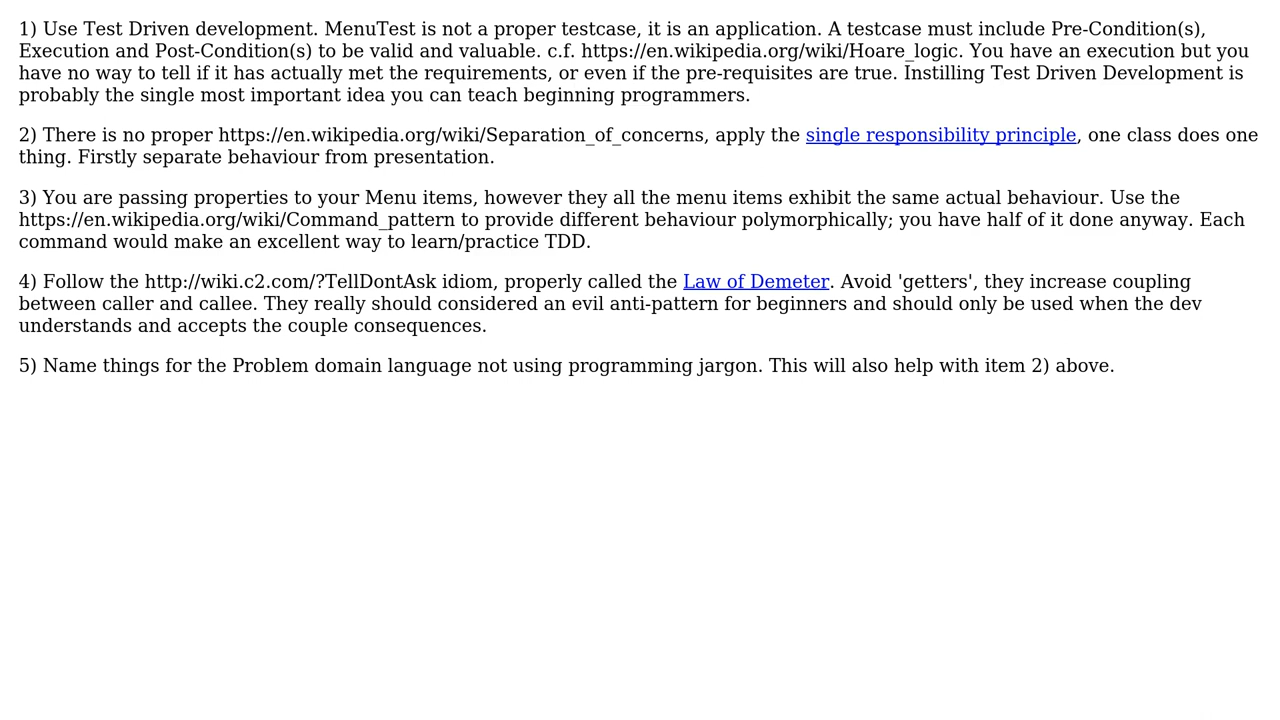 1) Use Test Driven development. MenuTest is not a proper testcase, it is an application. A testcase must include Pre-Condition(s),
Execution and Post-Condition(s) to be valid and valuable. c.f. https://en.wikipedia.org/wiki/Hoare_logic. You have an execution but you
have no way to tell if it has actually met the requirements, or even if the pre-requisites are true. Instilling Test Driven Development is
probably the single most important idea you can teach beginning programmers.
2) There is no proper https://en.wikipedia.org/wiki/Separation_of_concerns, apply the single responsibility principle, one class does one
thing. Firstly separate behaviour from presentation.
3) You are passing properties to your Menu items, however they all the menu items exhibit the same actual behaviour. Use the
https://en.wikipedia.org/wiki/Command_pattern to provide different behaviour polymorphically; you have half of it done anyway. Each
command would make an excellent way to learn/practice TDD.
4) Follow the http://wiki.c2.com/?TellDontAsk idiom, properly called the Law of Demeter. Avoid 'getters', they increase coupling
between caller and callee. They really should considered an evil anti-pattern for beginners and should only be used when the dev
understands and accepts the couple consequences.
5) Name things for the Problem domain language not using programming jargon. This will also help with item 2) above.